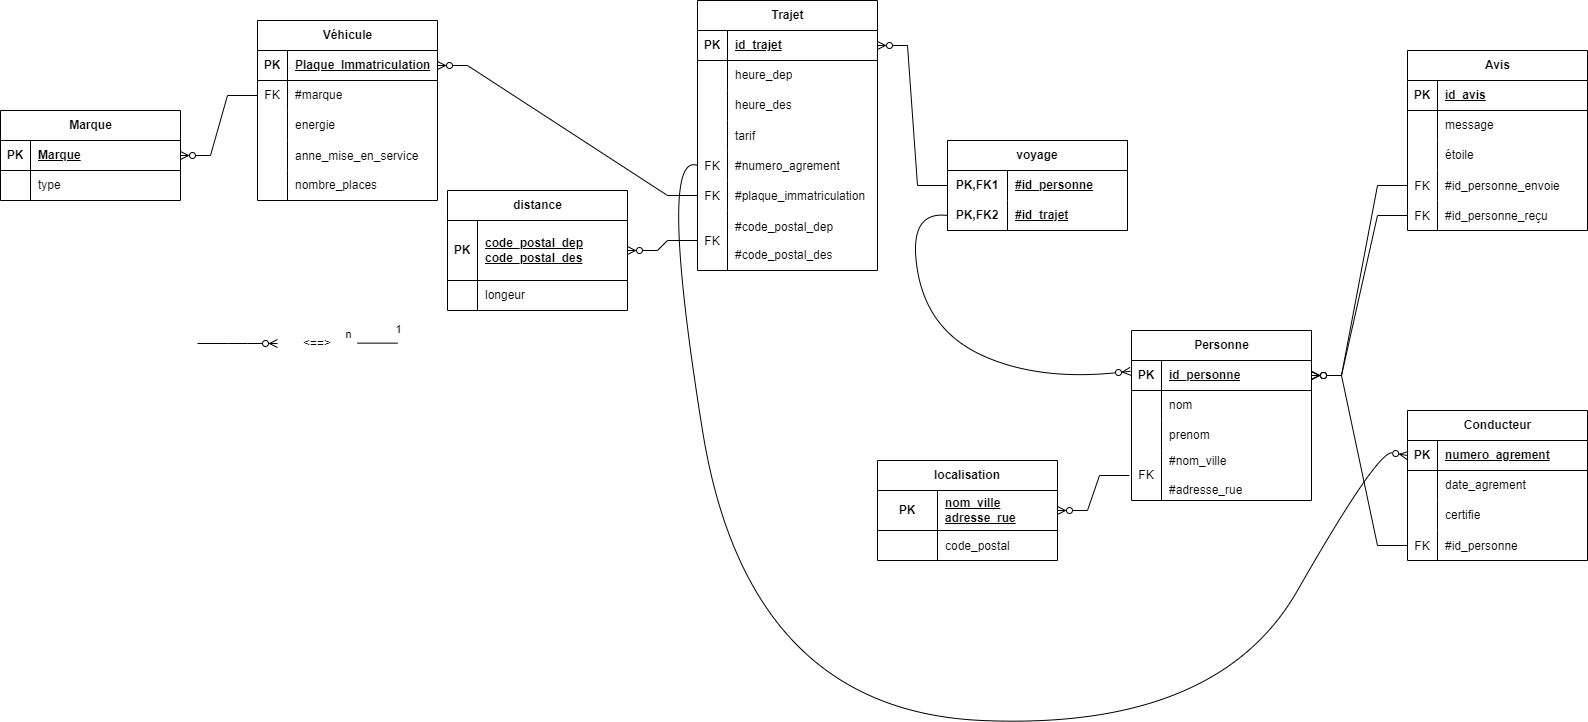 Trajet
PK id_trajet
heure_dep
heure_des
tarif
FK #numero_agrement
FK #plaque_immatriculation
#code_postal_dep
FK
#code_postal_des
Véhicule
PK Plaque_Immatriculation
FK #marque
energie
anne_mise_en_service
nombre_places
Marque
PK Marque
type
distance
PK code_postal_dep
code_postal_des
longeur
voyage
PK,FK1 #id_personne
PK,FK2 #id_trajet
Avis
PK id_avis
message
étoile
FK #id_personne_envoie
FK #id_personne_reçu
<==> n 1
Personne
PK id_personne
nom
prenom
#nom_ville
FK
#adresse_rue
localisation
PK nom_ville
adresse_rue
code_postal
Conducteur
PK numero_agrement
date_agrement
certifie
FK #id_personne